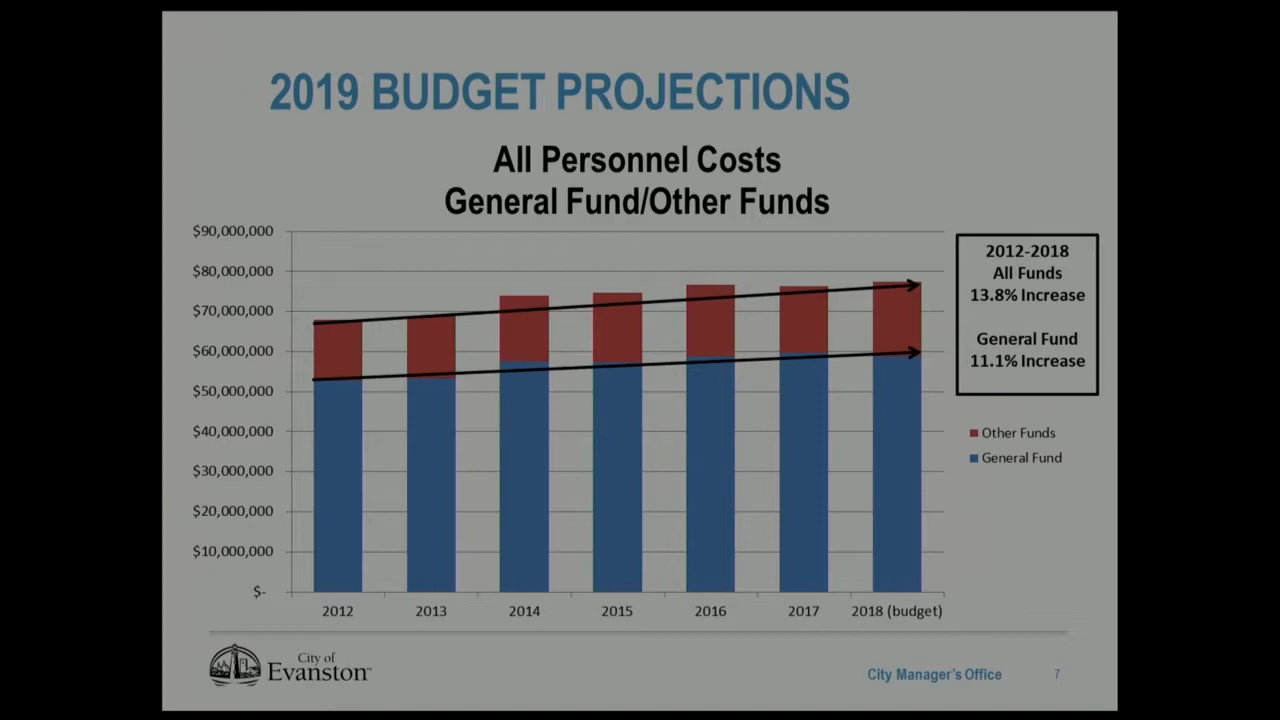 2019 BUDGET PROJECTIONS
All Personnel Costs
General Fund/Other Funds
$90,000,000
$80,000,000
$70,000,000
$60,000,000
$50,000,000
$40,000,000
$30,000,000
$20,000,000
$10,000,000
$-
2012
2013
2014
2015
2016
2017
2018 (budget)
2012-2018
All Funds
13.8% Increase
General Fund
11.1% Increase
Other Funds
General Fund
City of
Evanston™
City Manager's Office
7